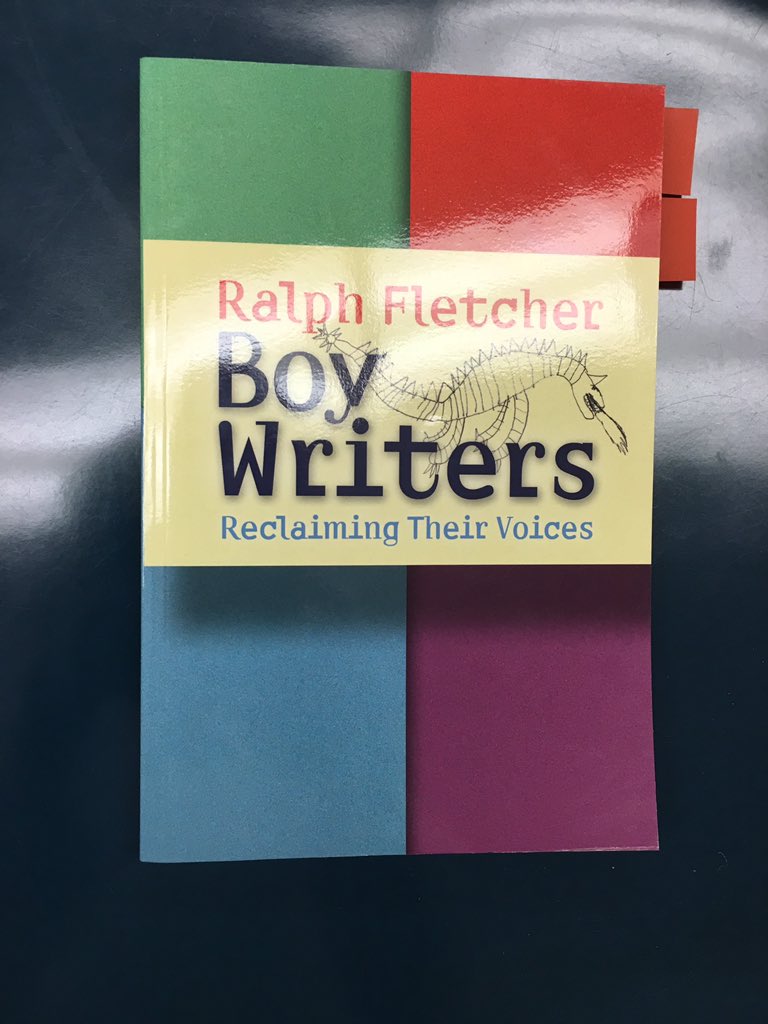 Ralph Fletcher
Boy
Writers
Reclaiming Their Voices